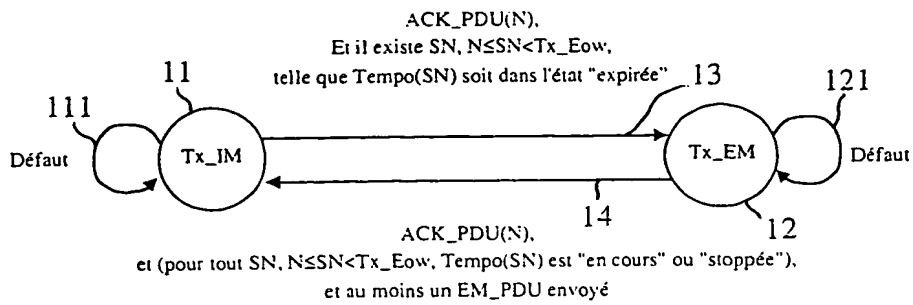 ACK_PDU(N),
Et il existe SN, N≤SN<Tx_Eow,
telle que Tempo(SN) soit dans l'état "expirée"
11
13
111
121
Défaut
Tx_IM
Tx_EM
Défaut
14
12
ACK_PDU(N),
et (pour tout SN, N≤SN<Tx_Eow, Tempo(SN) est "en cours" ou "stoppée"),
et au moins un EM_PDU envoyé